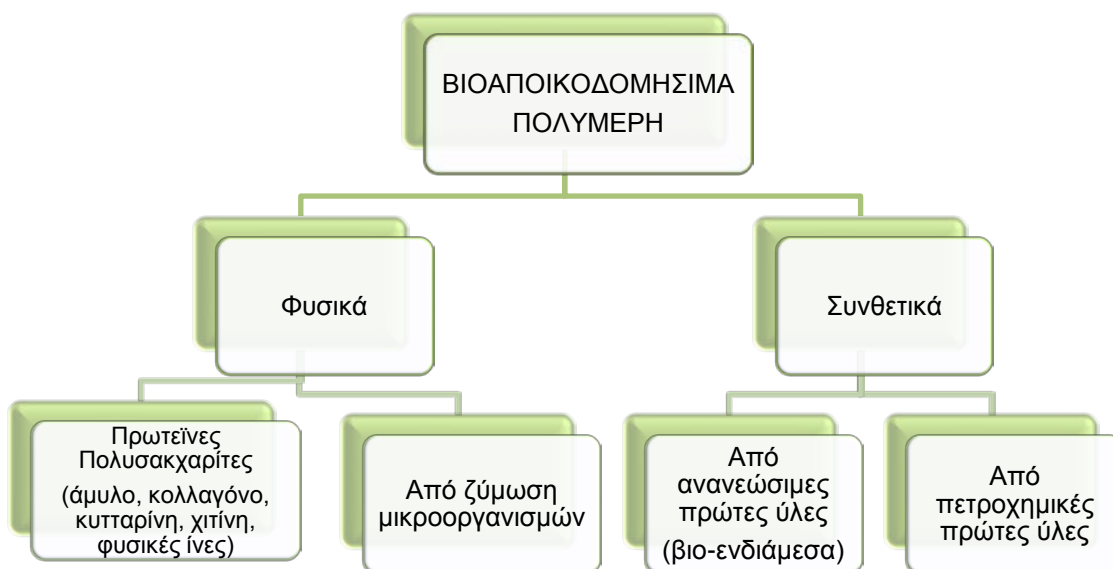 ΒΙΟΑΠΟΙΚΟΔΟΜΗΣΙΜΑ
ΠΟΛΥΜΕΡΗ
Φυσικά
Συνθετικά
Πρωτεϊνες
Πολυσακχαρίτες
(άμυλο, κολλαγόνο,
κυτταρίνη, χιτίνη,
φυσικές ίνες)
Από ζύμωση
μικροοργανισμών
Από
ανανεώσιμες
πρώτες ύλες
(βιο-ενδιάμεσα)
Από
πετροχημικές
πρώτες ύλες